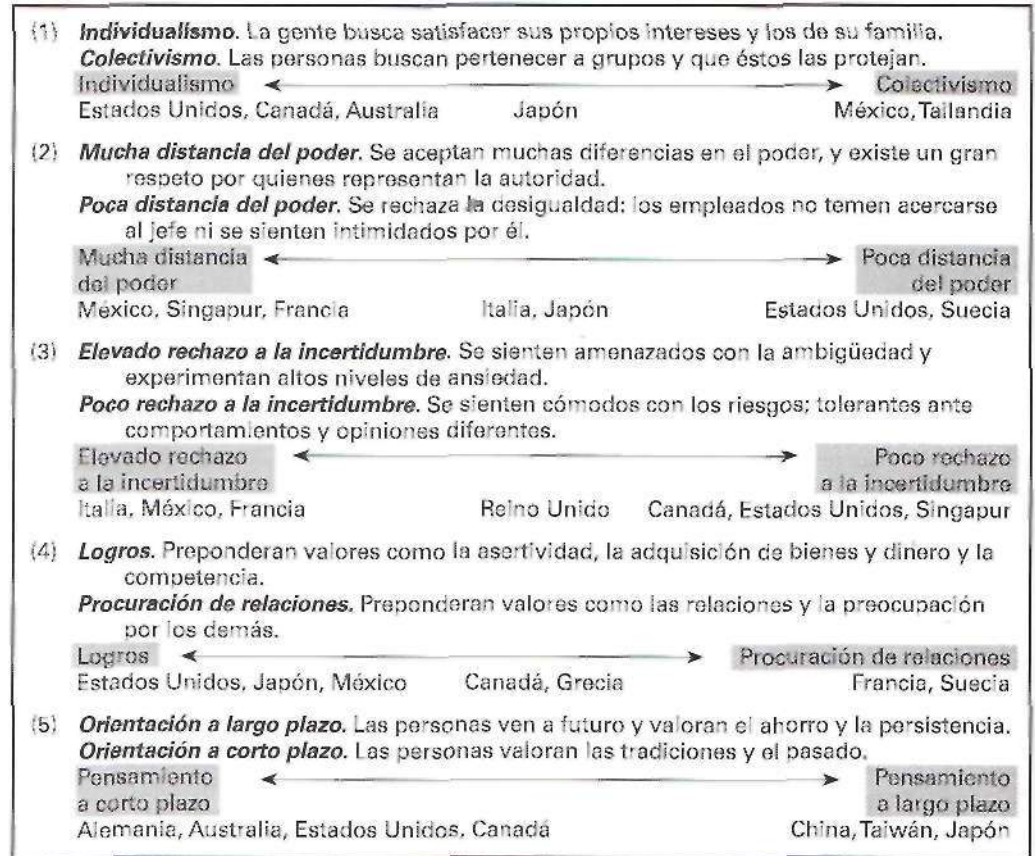 (1) Individualismo. La gente busca satisfacer sus propios intereses y los de su familia.
Colectivismo. Las personas buscan pertenecer a grupos y que éstos las protejan.
Individualismo Colectivismo
Estados Unidos, Canadá, Australia Japón México, Tailandia
(2) Mucha distancia del poder. Se aceptan muchas diferencias en el poder, y existe un gran
respeto por quienes representan la autoridad.
Poca distancia del poder. Se rechaza la desigualdad: los empleados no temen acercarse
al jefe ni se sienten intimidados por él.
Mucha distancia Poca distancia
del poder del poder
México, Singapur, Francia Italia, Japón Estados Unidos, Suecia
(3) Elevado rechazo a la incertidumbre. Se sienten amenazados con la ambigüedad y
experimentan altos niveles de ansiedad.
Poco rechazo a la incertidumbre. Se sienten cómodos con los riesgos; tolerantes ante
comportamientos y opiniones diferentes.
Elevado rechazo Poco rechazo
a la incertidumbre a la incertidumbre
Italia, México, Francia Reino Unido Canadá, Estados Unidos, Singapur
(4) Logros. Preponderan valores como la asertividad, la adquisición de bienes y dinero y la
competencia.
Procuración de relaciones. Preponderan valores como las relaciones y la preocupación
por los demás.
Logros Procuración de relaciones
Estados Unidos, Japón, México Canadá, Grecia Francia, Suecia
(5) Orientación a largo plazo. Las personas ven a futuro y valoran el ahorro y la persistencia.
Orientación a corto plazo. Las personas valoran las tradiciones y el pasado.
Pensamiento Pensamiento
a corto plazo a largo plazo
Alemania, Australia, Estados Unidos, Canadá China, Taiwán, Japón